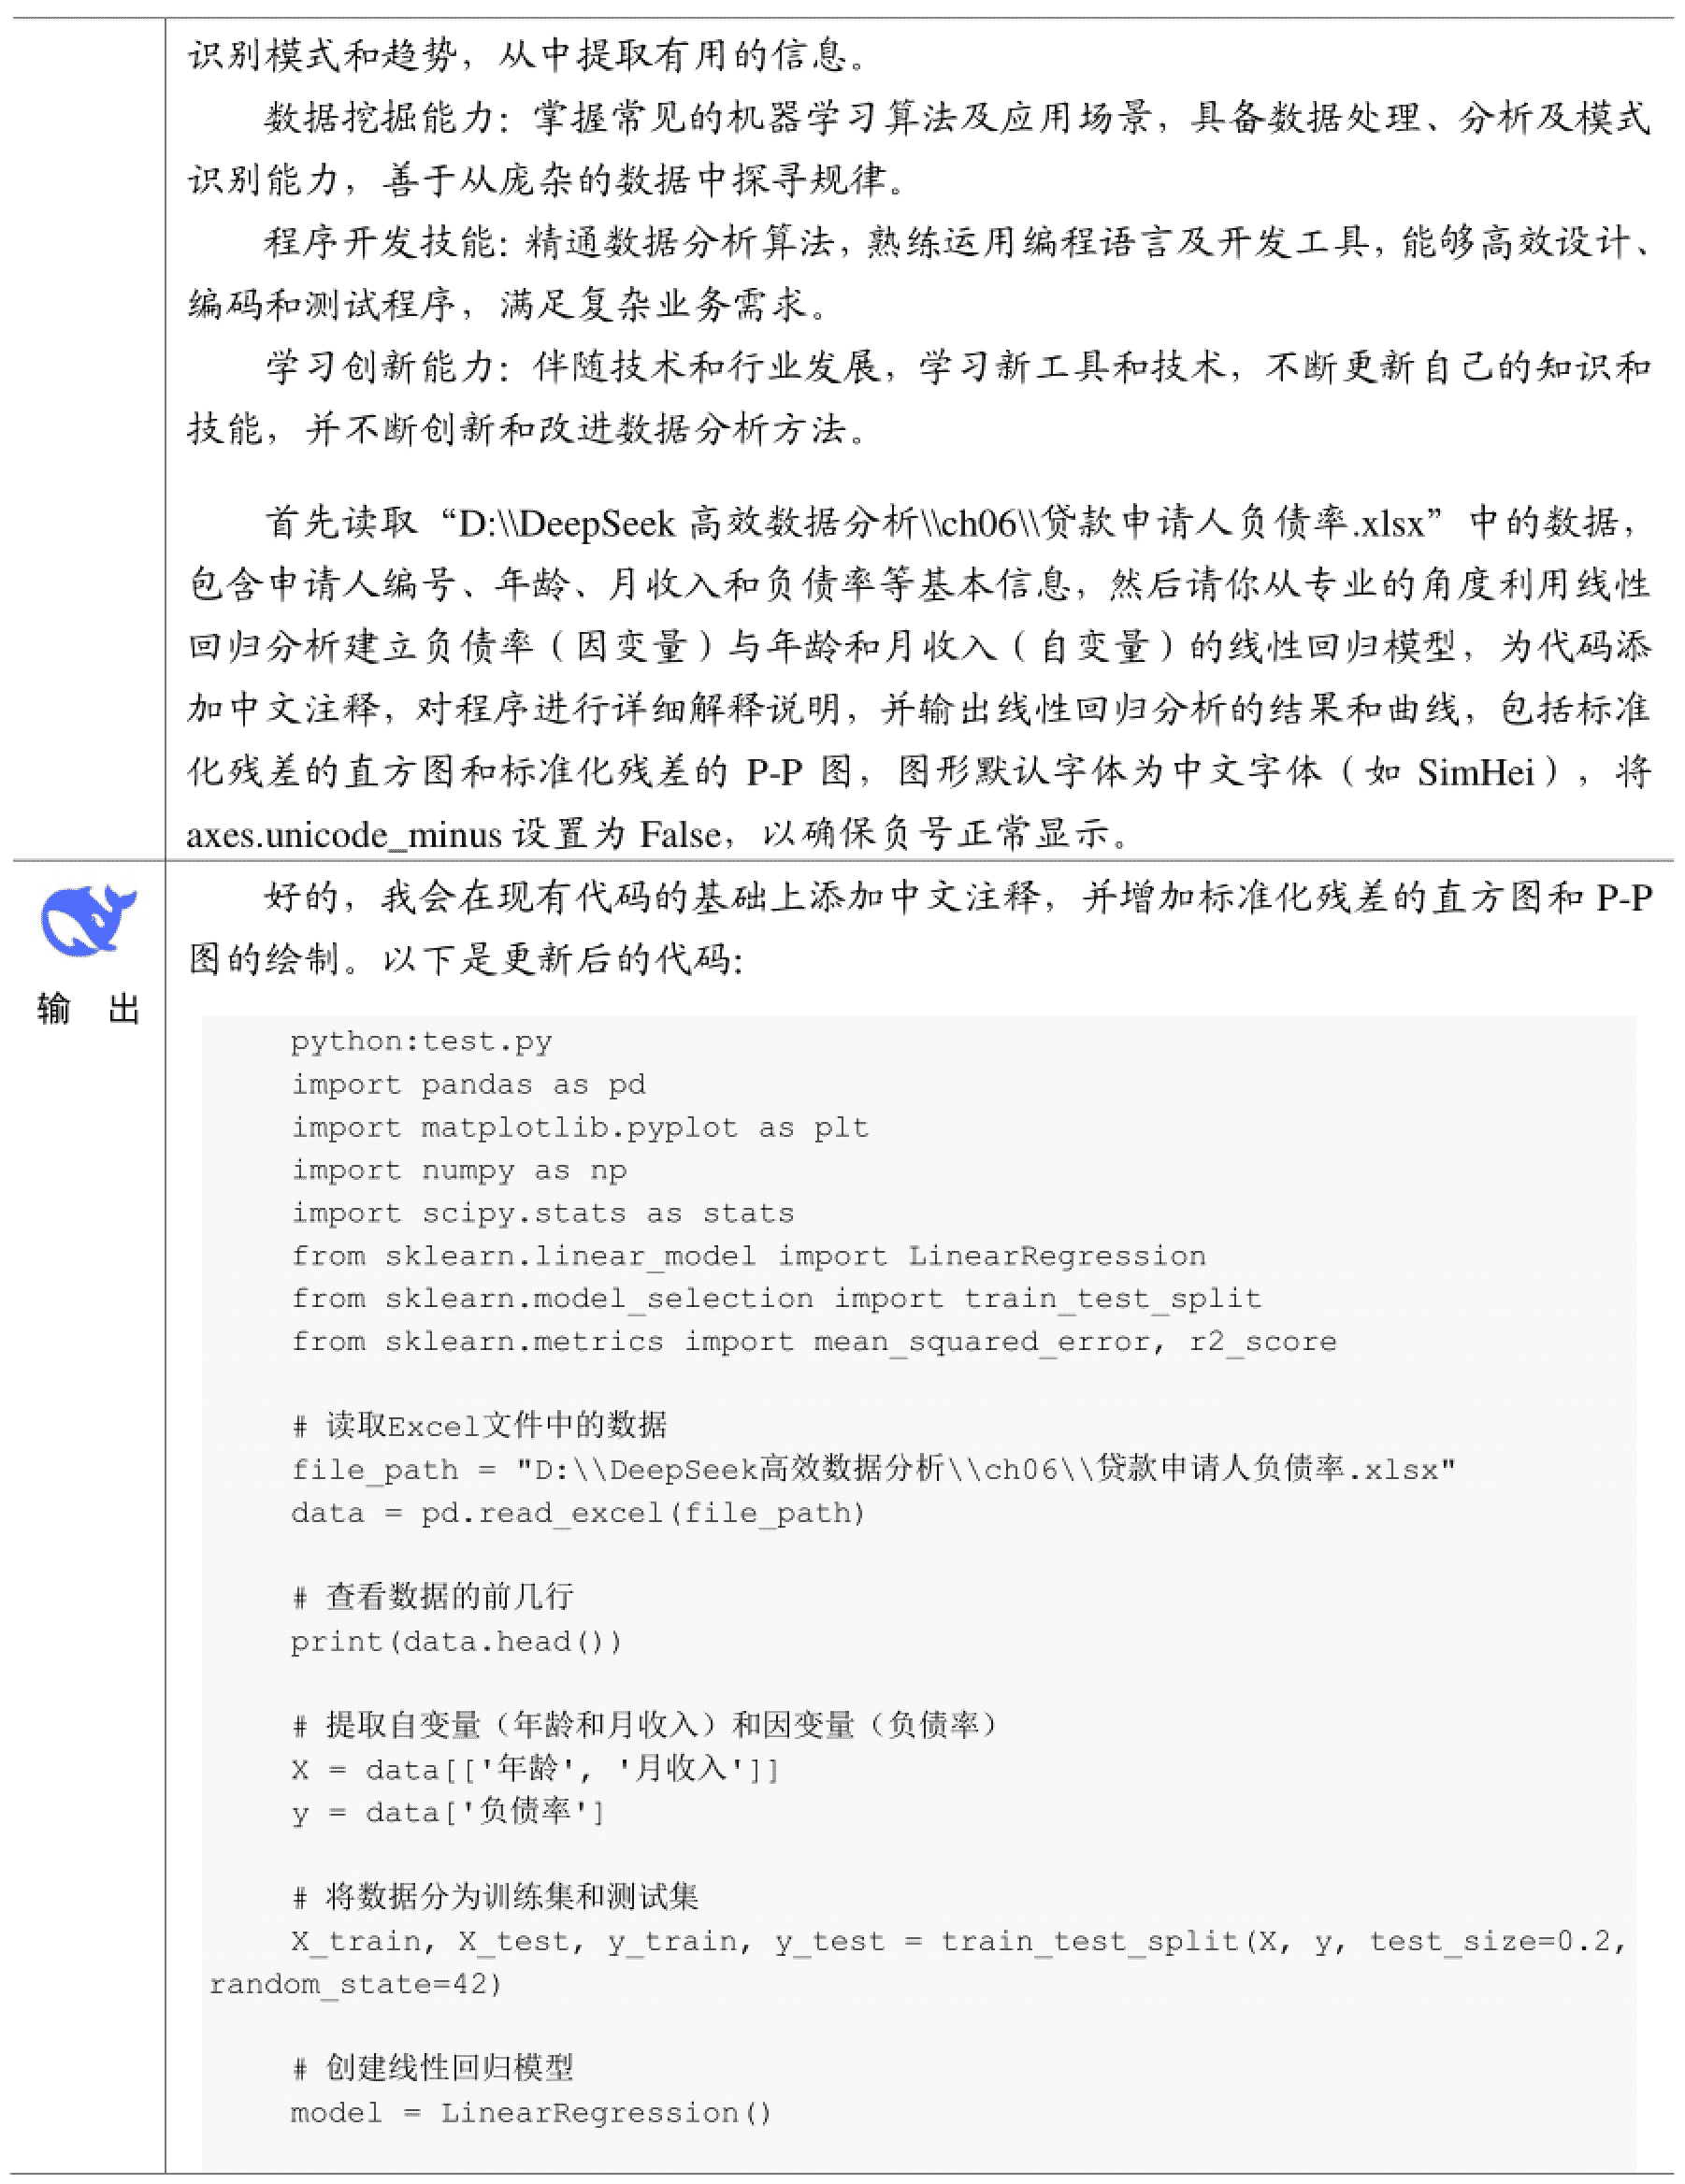 识别模式和趋势，从中提取有用的信息。
数据挖掘能力：掌握常见的机器学习算法及应用场景，具备数据处理、分析及模式
识别能力，善于从庞杂的数据中探寻规律。
程序开发技能：精通数据分析算法，熟练运用编程语言及开发工具，能够高效设计、
编码和测试程序，满足复杂业务需求。
学习创新能力：伴随技术和行业发展，学习新工具和技术，不断更新自己的知识和
技能，并不断创新和改进数据分析方法。
首先读取“D:\\DeepSeek 高效数据分析\\ch06\\贷款申请人负债率.xlsx”中的数据，
包含申请人编号、年龄、月收入和负债率等基本信息，然后请你从专业的角度利用线性
回归分析建立负债率（因变量）与年龄和月收入（自变量）的线性回归模型，为代码添
加中文注释，对程序进行详细解释说明，并输出线性回归分析的结果和曲线，包括标准
化残差的直方图和标准化残差的 P-P 图，图形默认字体为中文字体（如 SimHei），将
axes.unicode_minus 设置为 False，以确保负号正常显示。
输 出
好的，我会在现有代码的基础上添加中文注释，并增加标准化残差的直方图和 P-P
图的绘制。以下是更新后的代码：
python:test.py
import pandas as pd
import matplotlib.pyplot as plt
import numpy as np
import scipy.stats as stats
from sklearn.linear_model import LinearRegression
from sklearn.model_selection import train_test_split
from sklearn.metrics import mean_squared_error, r2_score
# 读取Excel文件中的数据
file_path = "D:\\DeepSeek高效数据分析\\ch06\\贷款申请人负债率.xlsx"
data = pd.read_excel(file_path)
# 查看数据的前几行
print(data.head())
# 提取自变量（年龄和月收入）和因变量（负债率）
X = data[['年龄', '月收入']]
y = data['负债率']
# 将数据分为训练集和测试集
X_train, X_test, y_train, y_test = train_test_split(X, y, test_size=0.2,
random_state=42)
# 创建线性回归模型
model = LinearRegression()